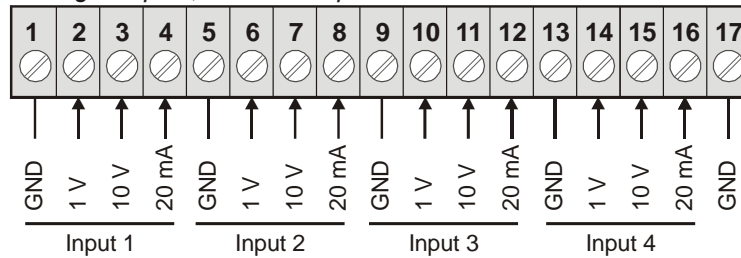 1 2 3 4 5 6 7 8 9 10 11 12 13 14 15 16 17
GND 1 V 10 V 20 mA GND 1 V 10 V 20 mA GND 1 V 10 V 20 mA GND 1 V 10 V 20 mA GND
Input 1 Input 2 Input 3 Input 4